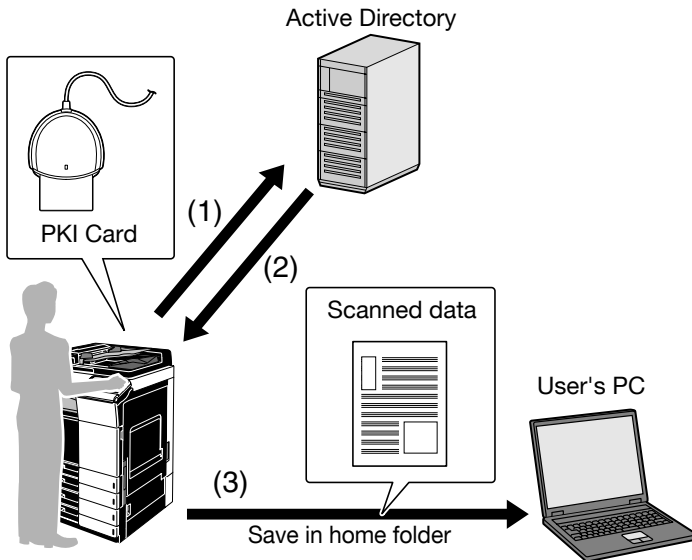 Active Directory
PKI Card
(1)
(2)
Scanned data
User's PC
(3)
Save in home folder